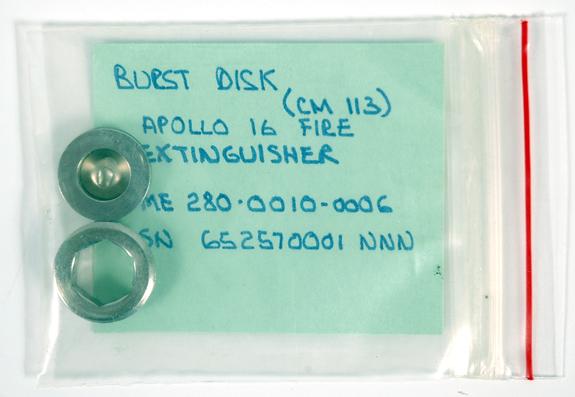 BURST DISK
(CM 113)
APOLLO 16 FIRE
EXTINGUISHER
ME 280·0010-0006
SN 652570001 NNN